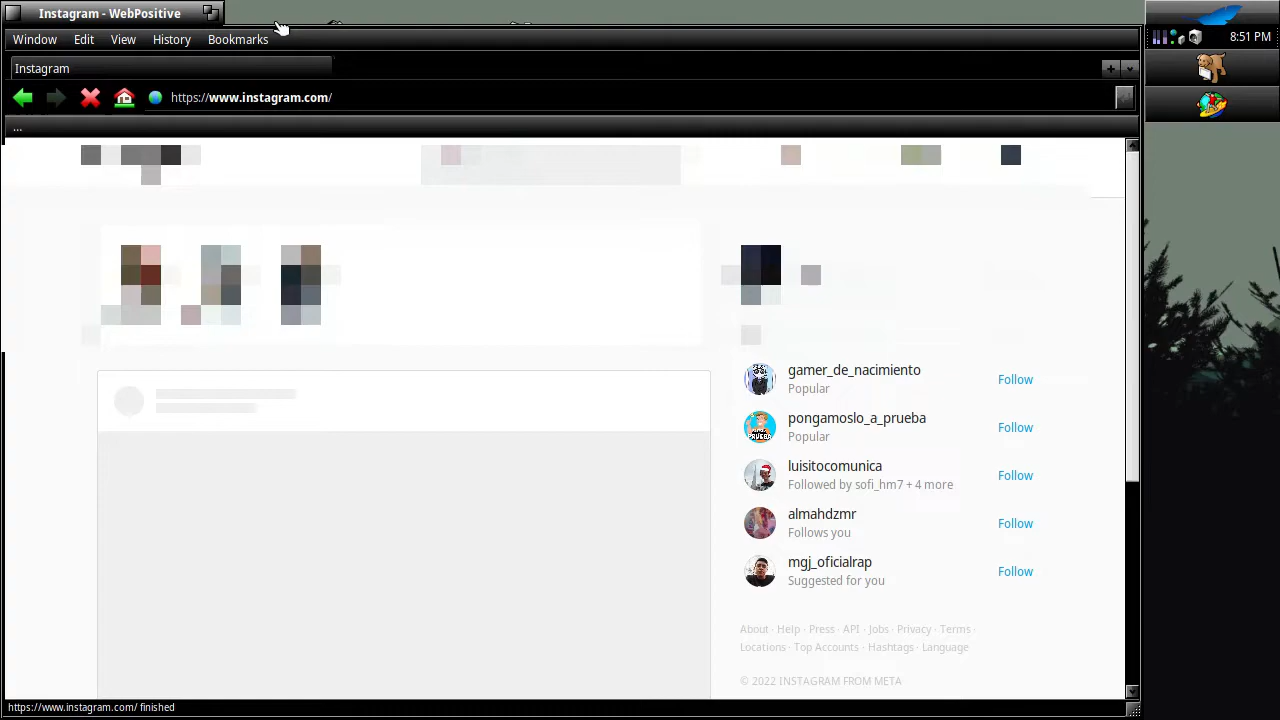 Instagram - WebPositive
Window Edit View History Bookmarks
8:51 PM
Instagram
https://www.instagram.com/
...
gamer_de_nacimiento
Popular
Follow
pongamoslo_a_prueba
Popular
Follow
luisitocomunica
Followed by sofi_hm7 + 4 more
Follow
almahdzmr
Follows you
Follow
mgj_oficialrap
Suggested for you
Follow
About · Help · Press · API · Jobs · Privacy · Terms ·
Locations · Top Accounts · Hashtags · Language
© 2022 INSTAGRAM FROM META
https://www.instagram.com/ finished